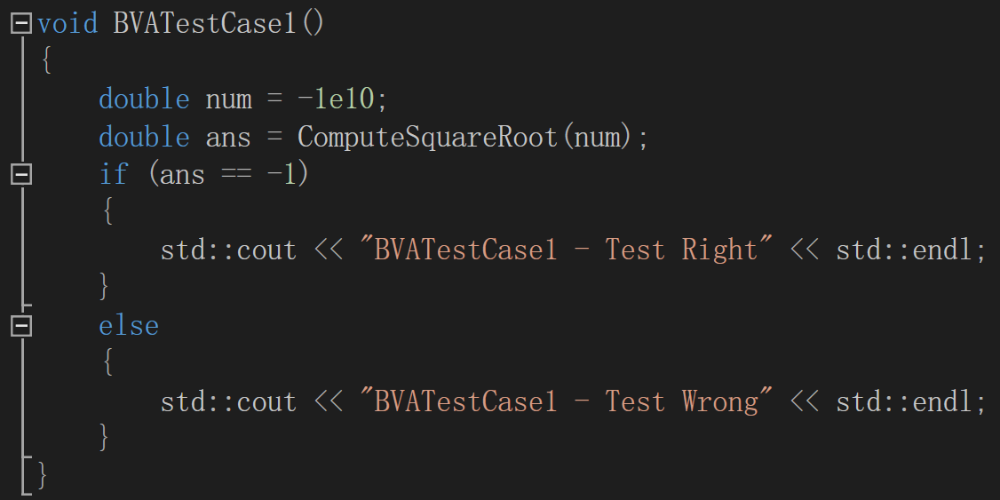 void BVATestCase1()
{
    double num = -1e10;
    double ans = ComputeSquareRoot(num);
    if (ans == -1)
    {
        std::cout << "BVATestCase1 - Test Right" << std::endl;
    }
    else
    {
        std::cout << "BVATestCase1 - Test Wrong" << std::endl;
    }
}